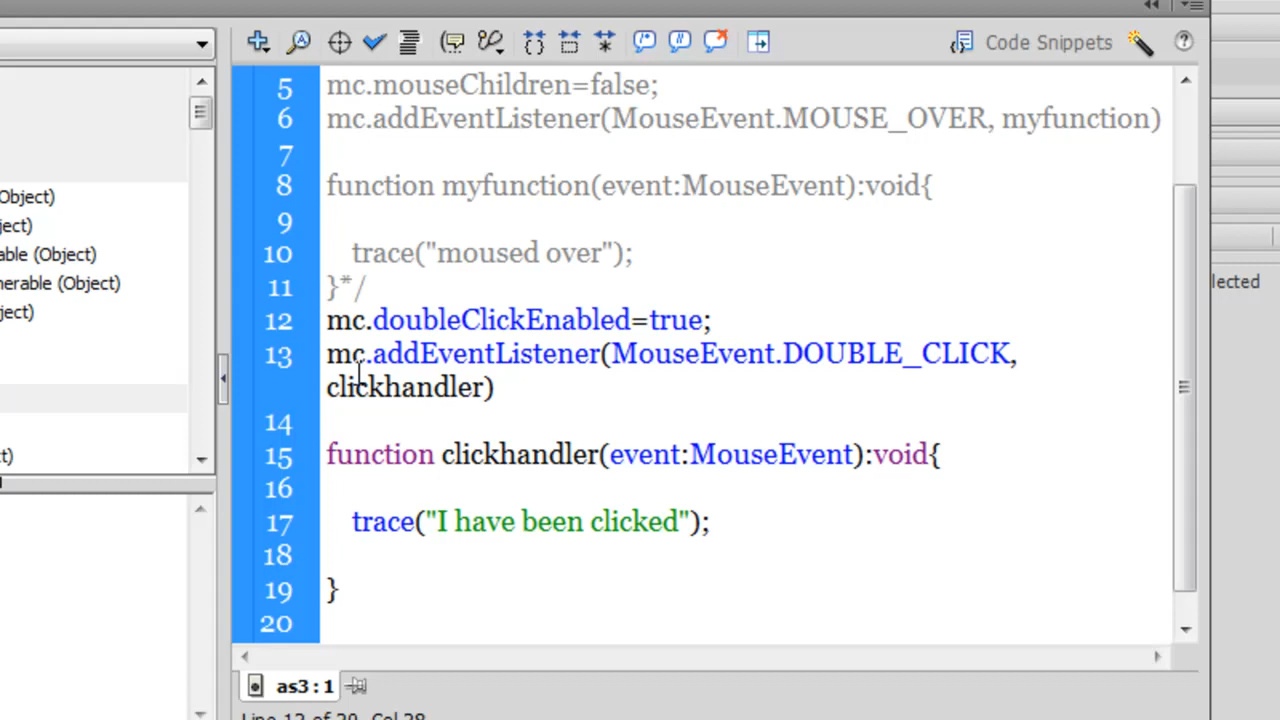 Code Snippets
5 mc.mouseChildren=false;
6 mc.addEventListener(MouseEvent.MOUSE_OVER, myfunction)
7
8 function myfunction(event:MouseEvent):void{
9
10 trace("moused over");
11 }*/
12 mc.doubleClickEnabled=true;
13 mc.addEventListener(MouseEvent.DOUBLE_CLICK,
clickhandler)
14
15 function clickhandler(event:MouseEvent):void{
16
17 trace("I have been clicked");
18
19 }
20
Object)
ject)
able (Object)
nerable (Object)
ject)
t)
lected
as3:1